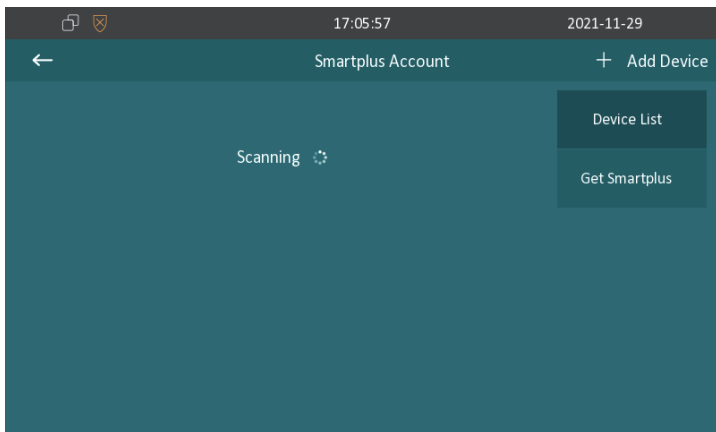 17:05:57 2021-11-29
Smartplus Account + Add Device
Device List
Scanning
Get Smartplus